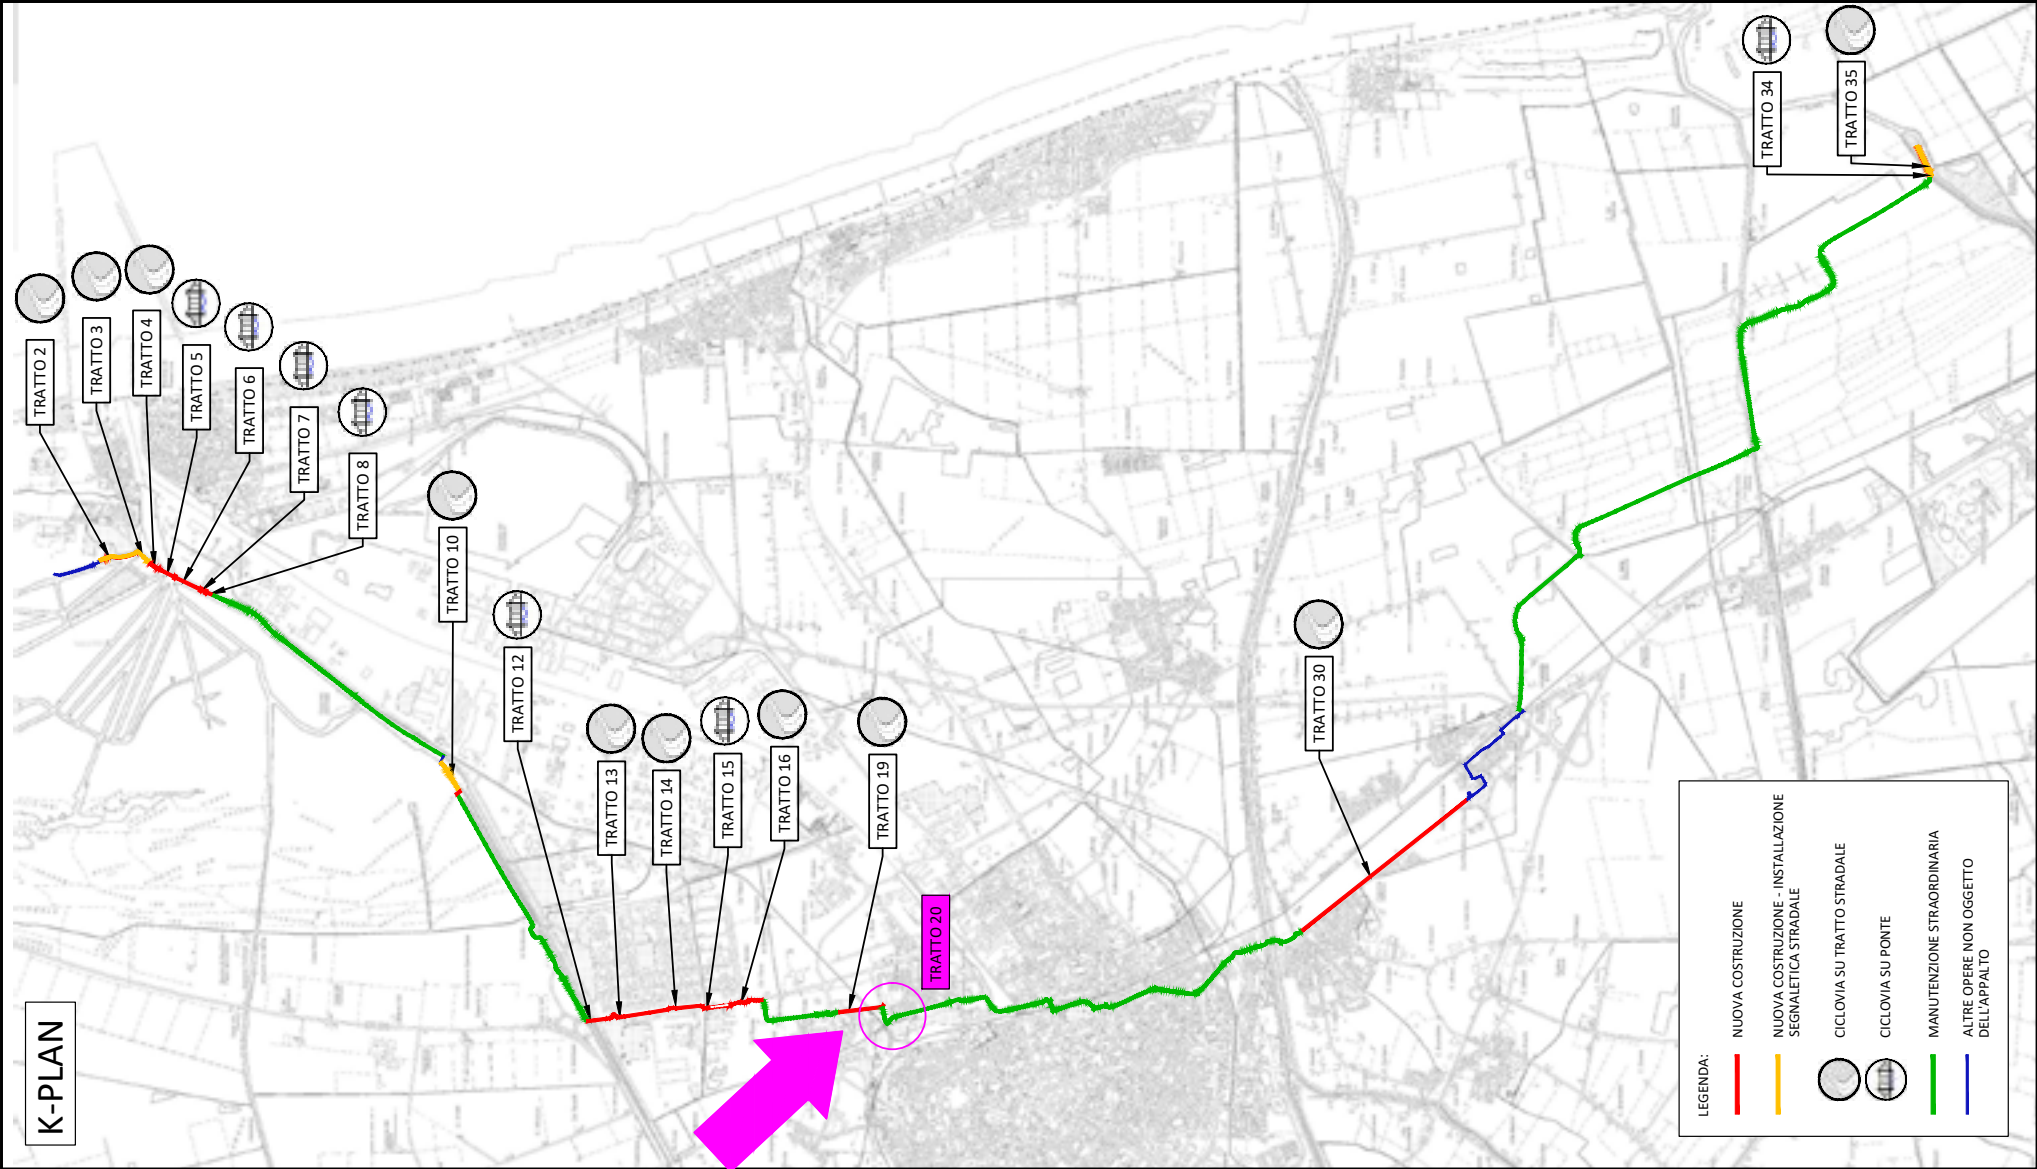 K-PLAN
TRATTO 2
TRATTO 3
TRATTO 4
TRATTO 5
TRATTO 6
TRATTO 7
TRATTO 8
TRATTO 10
TRATTO 12
TRATTO 13
TRATTO 14
TRATTO 15
TRATTO 16
TRATTO 19
TRATTO 20
TRATTO 30
TRATTO 34
TRATTO 35
LEGENDA:
NUOVA COSTRUZIONE
NUOVA COSTRUZIONE - INSTALLAZIONE
SEGNALETICA STRADALE
CICLOVIA SU TRATTO STRADALE
CICLOVIA SU PONTE
MANUTENZIONE STRAORDINARIA
ALTRE OPERE NON OGGETTO
DELL'APPALTO